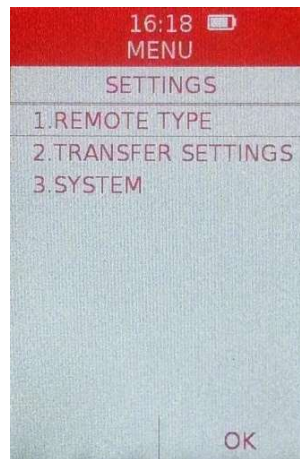 16:18
MENU
SETTINGS
1.REMOTE TYPE
2.TRANSFER SETTINGS
3.SYSTEM
OK